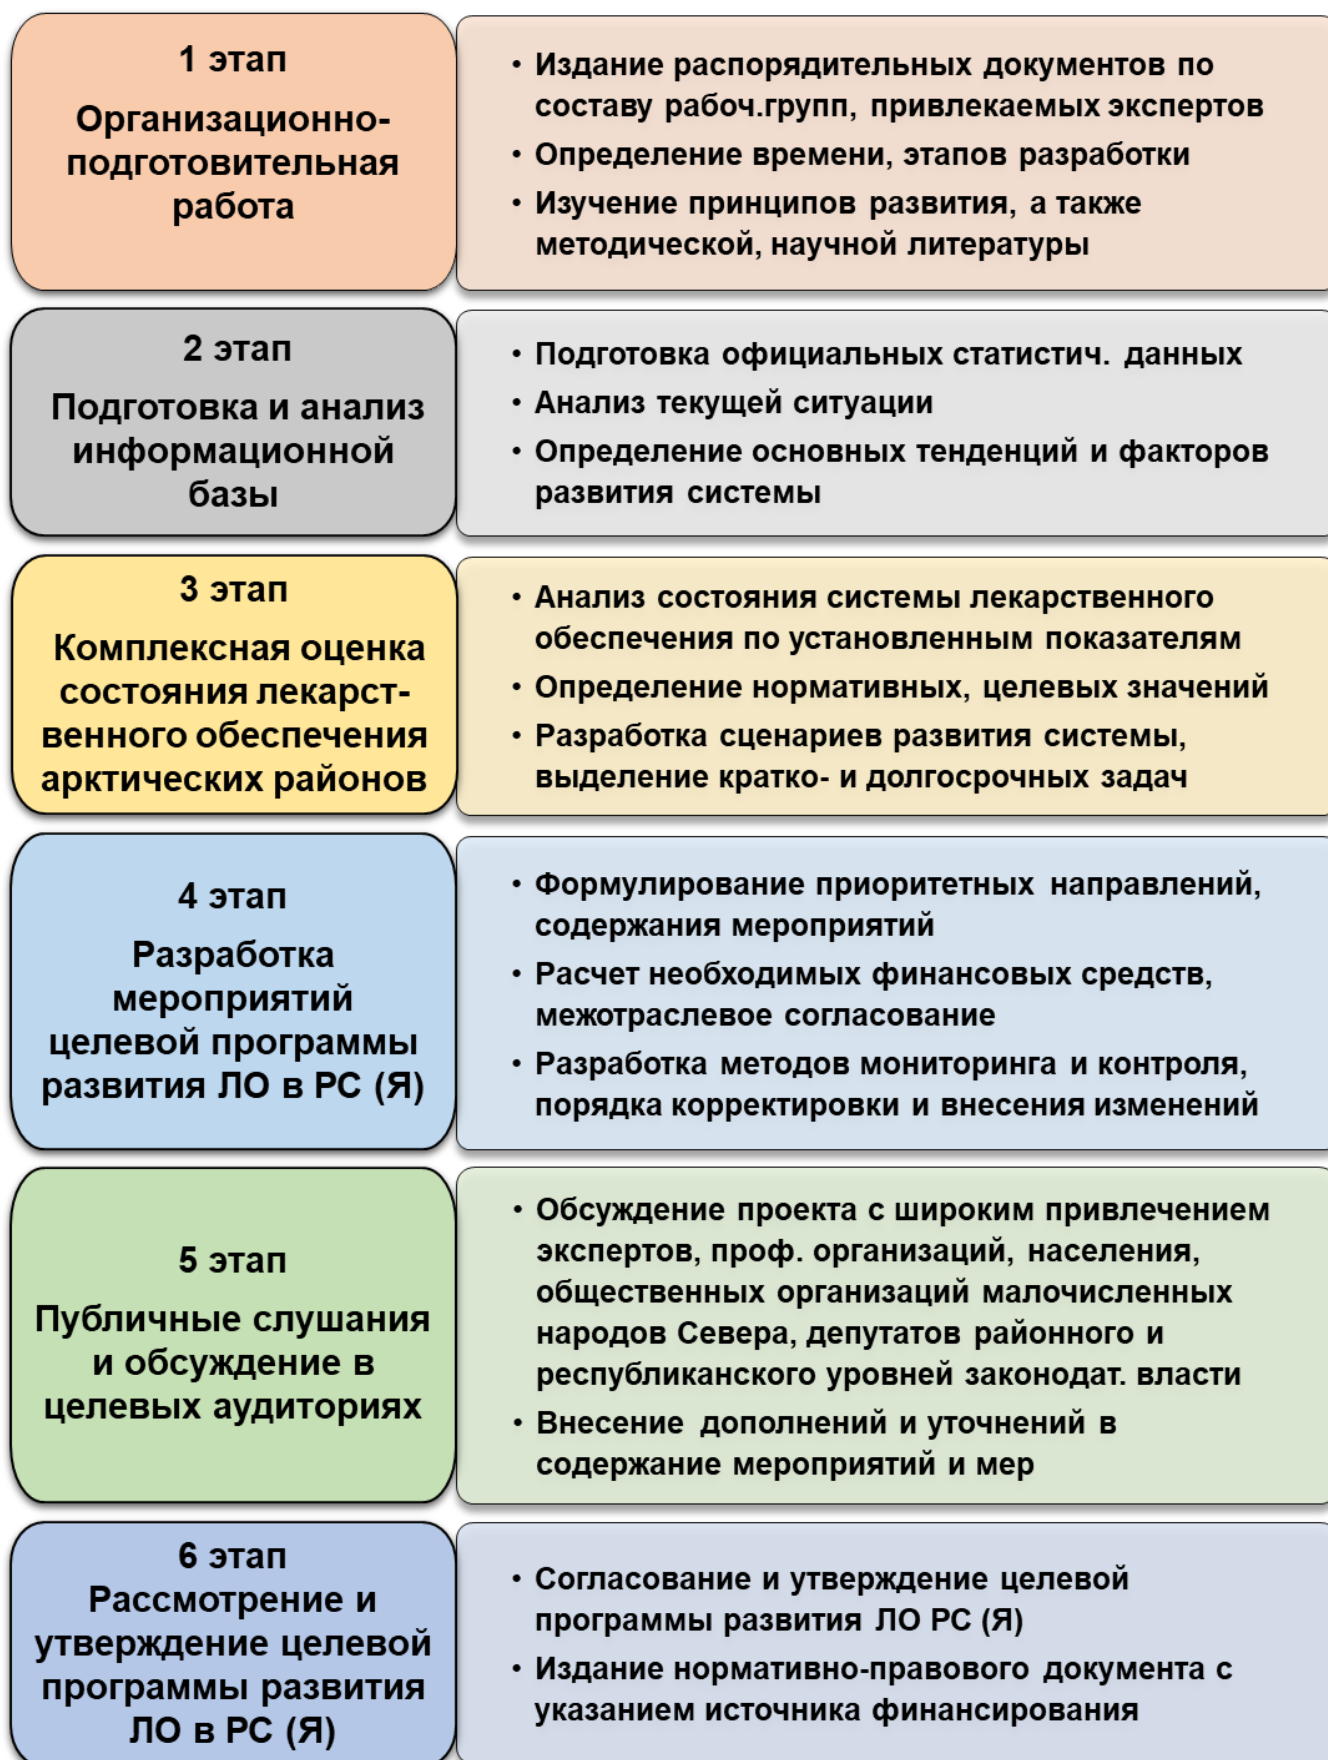 1 этап
Организационно-
подготовительная
работа
• Издание распорядительных документов по
составу рабоч.групп, привлекаемых экспертов
• Определение времени, этапов разработки
• Изучение принципов развития, а также
методической, научной литературы
2 этап
Подготовка и анализ
информационной
базы
• Подготовка официальных статистич. данных
• Анализ текущей ситуации
• Определение основных тенденций и факторов
развития системы
3 этап
Комплексная оценка
состояния лекарст-
венного обеспечения
арктических районов
• Анализ состояния системы лекарственного
обеспечения по установленным показателям
• Определение нормативных, целевых значений
• Разработка сценариев развития системы,
выделение кратко- и долгосрочных задач
4 этап
Разработка
мероприятий
целевой программы
развития ЛО в РС (Я)
• Формулирование приоритетных направлений,
содержания мероприятий
• Расчет необходимых финансовых средств,
межотраслевое согласование
• Разработка методов мониторинга и контроля,
порядка корректировки и внесения изменений
5 этап
Публичные слушания
и обсуждение в
целевых аудиториях
• Обсуждение проекта с широким привлечением
экспертов, проф. организаций, населения,
общественных организаций малочисленных
народов Севера, депутатов районного и
республиканского уровней законодат. власти
• Внесение дополнений и уточнений в
содержание мероприятий и мер
6 этап
Рассмотрение и
утверждение целевой
программы развития
ЛО в РС (Я)
• Согласование и утверждение целевой
программы развития ЛО РС (Я)
• Издание нормативно-правового документа с
указанием источника финансирования